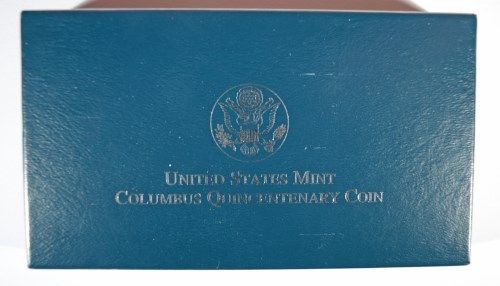 United States Mint
Columbus Quincentenary Coin